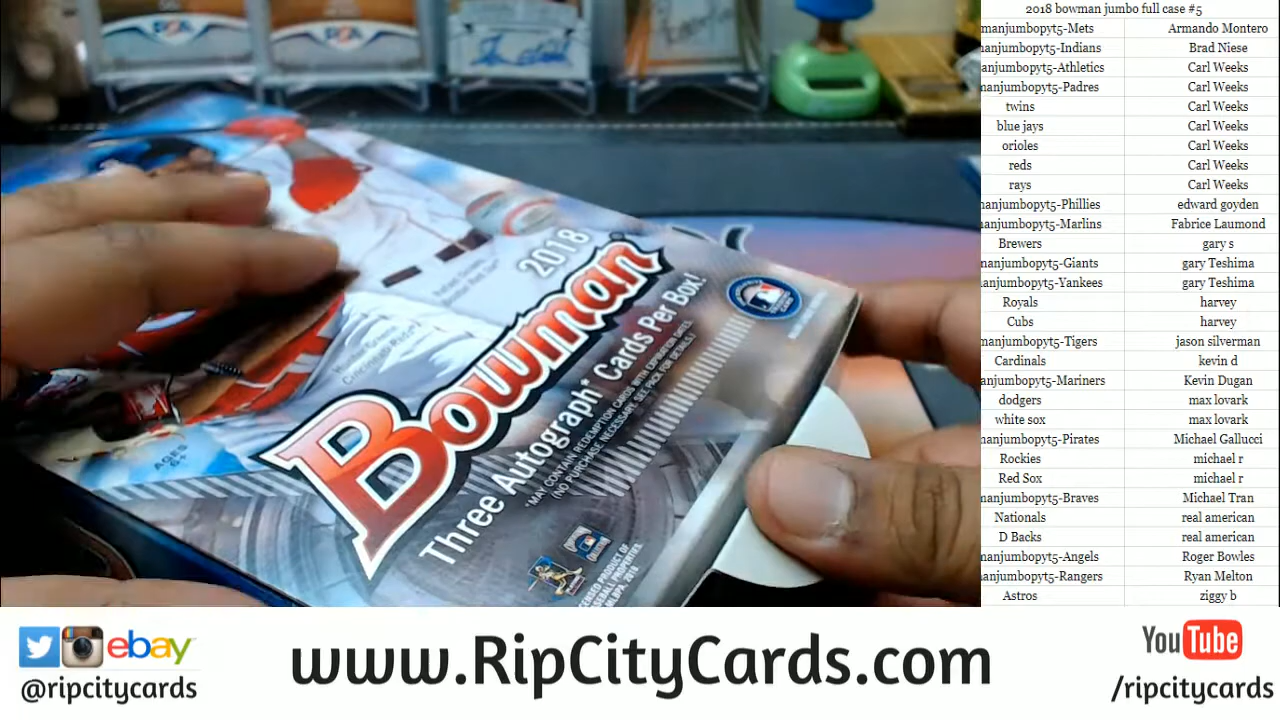 2018 bowman jumbo full case #5
manjumbopyt5-Mets Armando Montero
manjumbopyt5-Indians Brad Niese
anjumbopyt5-Athletics Carl Weeks
manjumbopyt5-Padres Carl Weeks
twins Carl Weeks
blue jays Carl Weeks
orioles Carl Weeks
reds Carl Weeks
rays Carl Weeks
manjumbopyt5-Phillies edward goyden
manjumbopyt5-Marlins Fabrice Laumond
Brewers gary s
manjumbopyt5-Giants gary Teshima
manjumbopyt5-Yankees gary Teshima
Royals harvey
Cubs harvey
manjumbopyt5-Tigers jason silverman
Cardinals kevin d
anjumbopyt5-Mariners Kevin Dugan
dodgers max lovark
white sox max lovark
manjumbopyt5-Pirates Michael Gallucci
Rockies michael r
Red Sox michael r
manjumbopyt5-Braves Michael Tran
Nationals real american
D Backs real american
manjumbopyt5-Angels Roger Bowles
manjumbopyt5-Rangers Ryan Melton
Astros ziggy b
2018
Bowman
Three Autograph* Cards Per Box!
*MAY CONTAIN REDEMPTION CARDS WITH EXPIRATION DATES
(NO PURCHASE NECESSARY. SEE PACK FOR DETAILS.)
AGES
6+
ebay
@ripcitycards
www.RipCityCards.com
YouTube
/ripcitycards